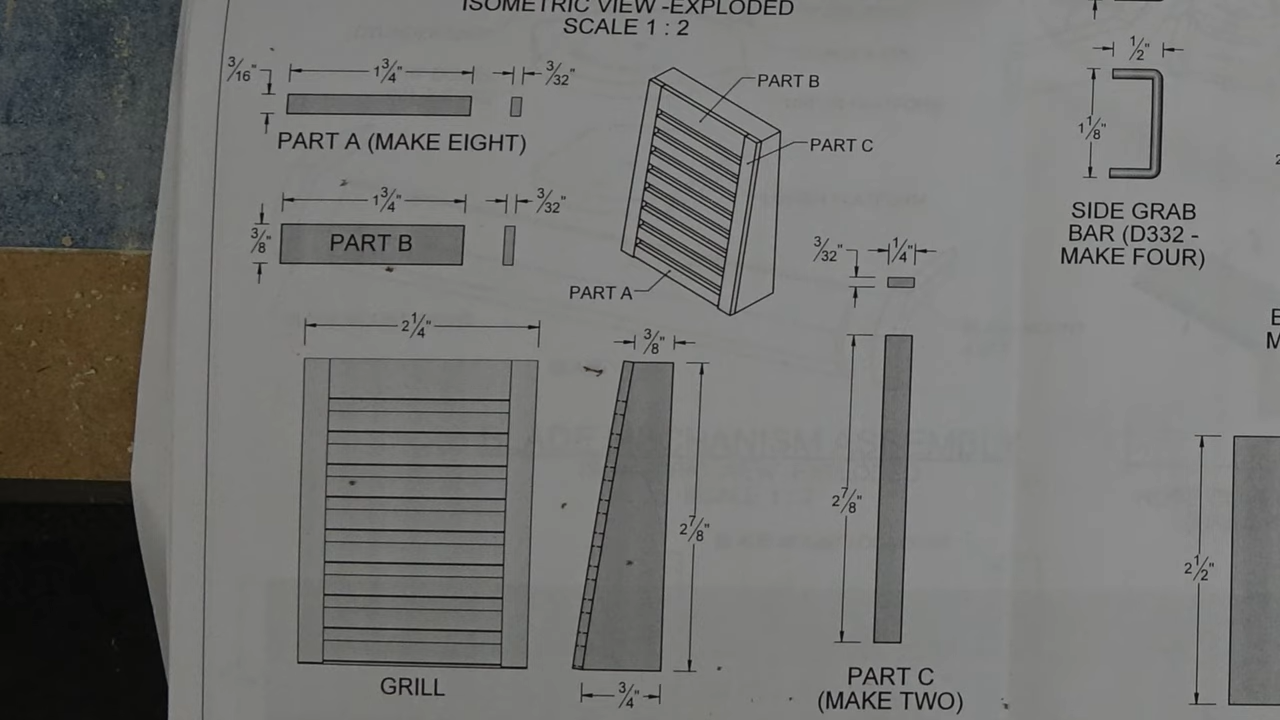 ISOMETRIC VIEW -EXPLODED
SCALE 1 : 2
3/16"
1 3/4"
3/32"
PART A (MAKE EIGHT)
PART B
PART C
PART A
1 3/4"
3/32"
3/8"
PART B
2 1/4"
GRILL
3/8"
2 7/8"
3/4"
3/32"
1/4"
2 7/8"
PART C
(MAKE TWO)
1/2"
1 1/8"
SIDE GRAB
BAR (D332 -
MAKE FOUR)
2 1/2"